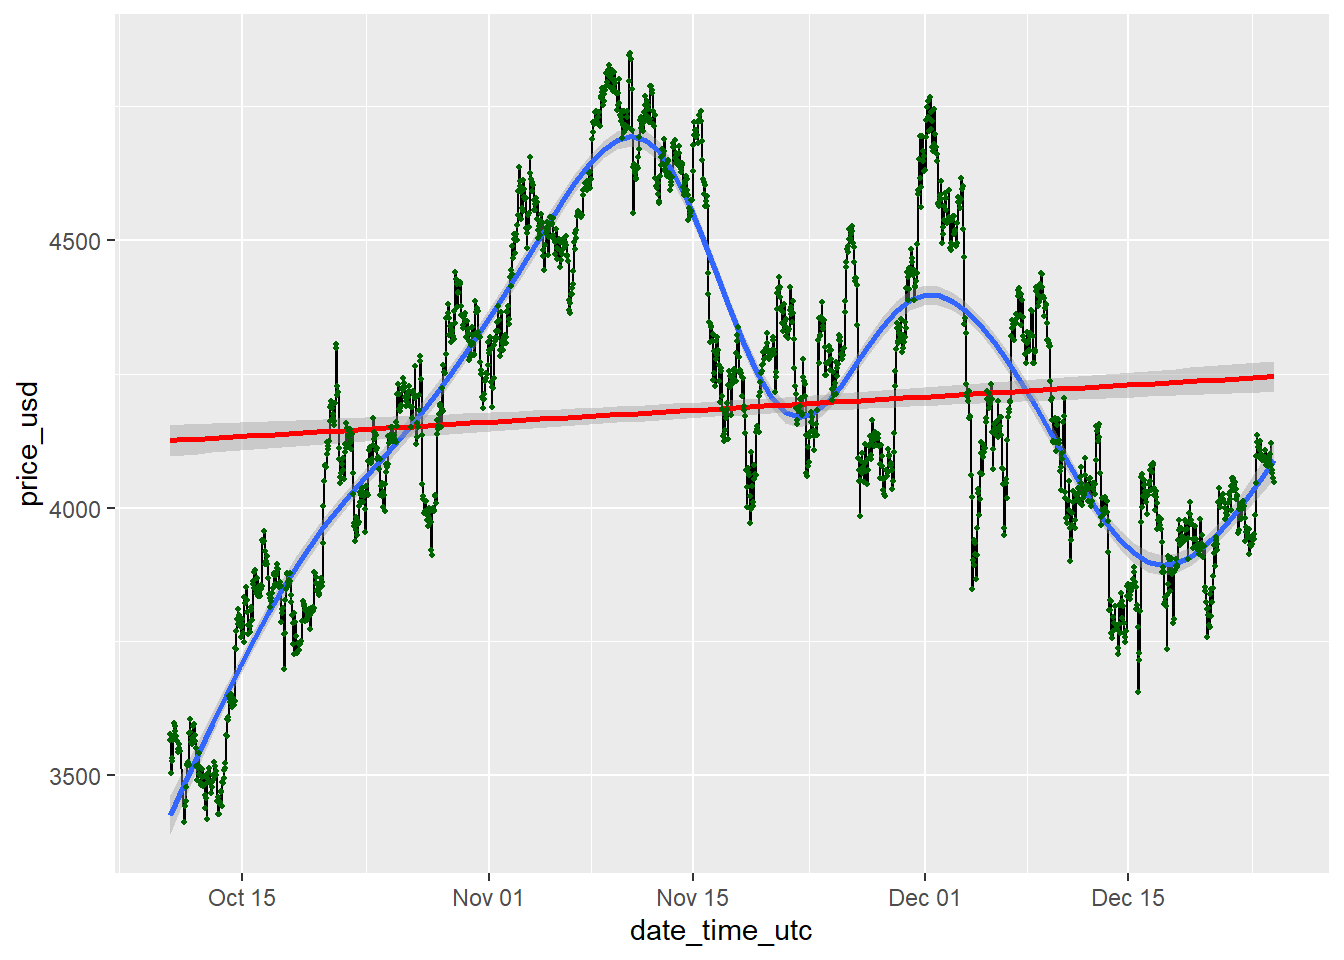 price_usd
4500
4000
3500
Oct 15
Nov 01
Nov 15
Dec 01
Dec 15
date_time_utc